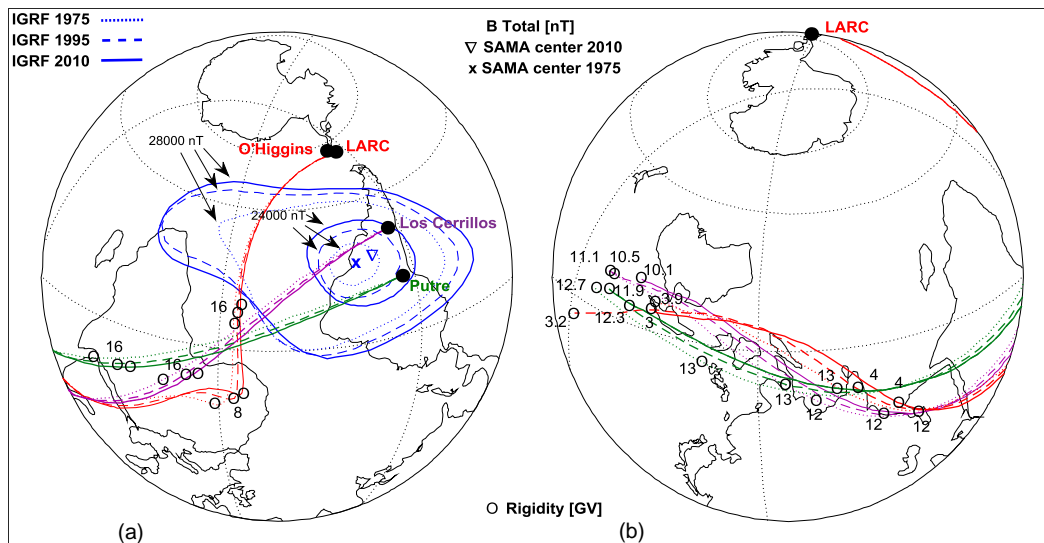 IGRF 1975
IGRF 1995
IGRF 2010
B Total [nT]
∇ SAMA center 2010
x SAMA center 1975
LARC
O'Higgins
LARC
28000 nT
24000 nT
Los Cerrillos
x
Putre
16
16
16
8
11.1
10.5
10.1
12.7
11.9
3.9
3.2
12.3
3
13
13
13
4
4
12
12
12
O Rigidity [GV]
(a)
(b)